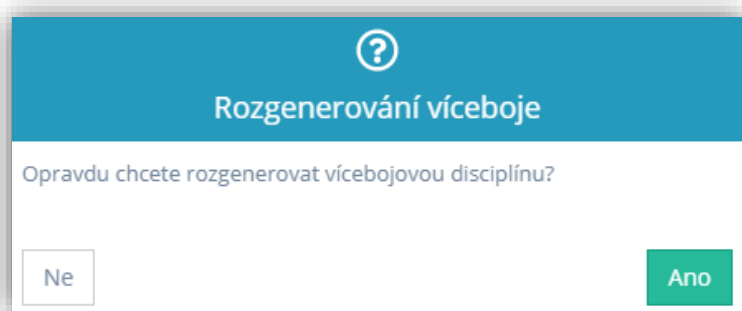 Rozgenerování víceboje
Opravdu chcete rozgenerovat vícebojovou disciplínu?
Ne
Ano